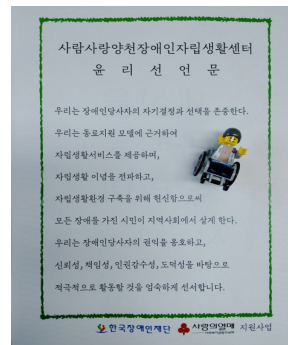 사람사랑양천장애인자립생활센터
윤 리 선 언 문
우리는 장애인당사자의 자기결정과 선택을 존중한다.
우리는 동료지원 모델에 근거하여
자립생활서비스를 제공하며,
자립생활 이념을 전파하고,
자립생활환경 구축을 위해 헌신함으로써
모든 장애를 가진 시민이 지역사회에서 살게 한다.
우리는 장애인당사자의 권익을 옹호하고,
신뢰성, 책임성, 인권감수성, 도덕성을 바탕으로
적극적으로 활동할 것을 엄숙하게 선서합니다.
한국장애인재단 사랑의열매 지원사업